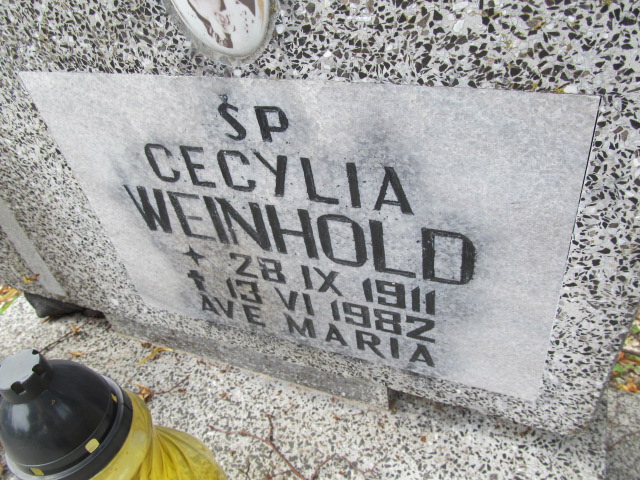 ŚP
CECYLIA
WEINHOLD
+ 28 IX 1911
✝ 13 VI 1982
AVE MARIA